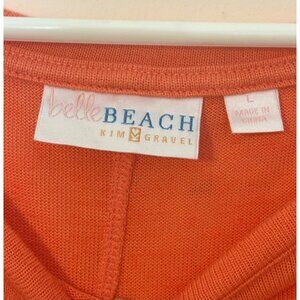 belle BEACH
KIM GRAVEL
L
MADE IN
CHINA